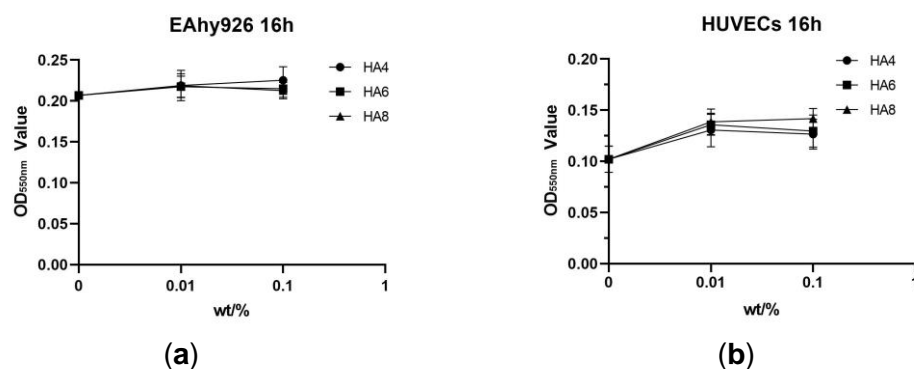 EAhy926 16h
0.25
0.20
0.15
0.10
0.05
0.00
OD550nm Value
0
0.01
0.1
1
wt/%
HA4
HA6
HA8
(a)
HUVECs 16h
0.20
0.15
0.10
0.05
0.00
OD550nm Value
0
0.01
0.1
1
wt/%
HA4
HA6
HA8
(b)